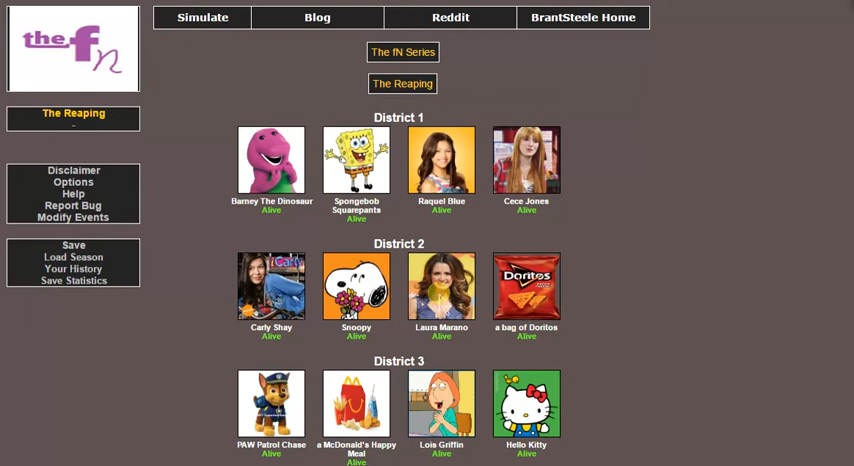 Simulate Blog Reddit BrantSteele Home
the fn
The fN Series
The Reaping
The Reaping
-
Disclaimer
Options
Help
Report Bug
Modify Events
Save
Load Season
Your History
Save Statistics
District 1
Barney The Dinosaur
Alive
Spongebob
Squarepants
Alive
Raquel Blue
Alive
Cece Jones
Alive
District 2
iCarly
Doritos
Carly Shay
Alive
Snoopy
Alive
Laura Marano
Alive
a bag of Doritos
Alive
District 3
PAW Patrol Chase
Alive
a McDonald's Happy
Meal
Alive
Lois Griffin
Alive
Hello Kitty
Alive